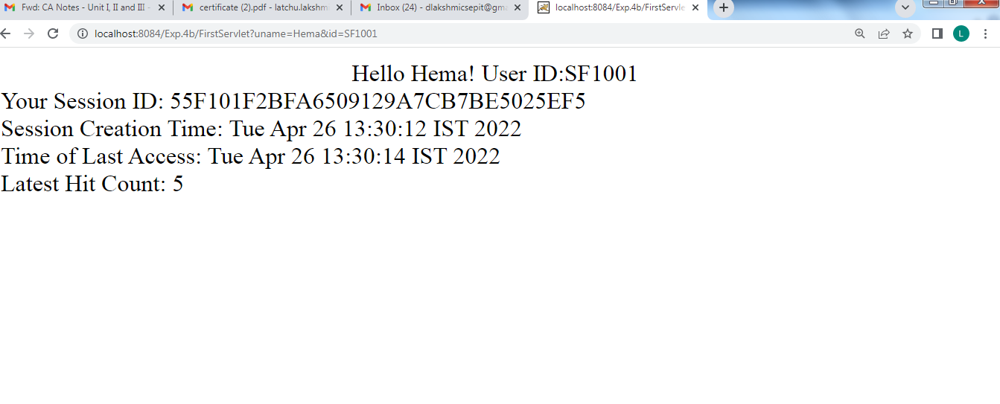 Fwd: CA Notes - Unit I, II and III -
certificate (2).pdf - latchu.lakshm
Inbox (24) - dlakshmicsepit@gma
localhost:8084/Exp.4b/FirstServle
localhost:8084/Exp.4b/FirstServlet?uname=Hema&id=SF1001
L
Hello Hema! User ID:SF1001
Your Session ID: 55F101F2BFA6509129A7CB7BE5025EF5
Session Creation Time: Tue Apr 26 13:30:12 IST 2022
Time of Last Access: Tue Apr 26 13:30:14 IST 2022
Latest Hit Count: 5